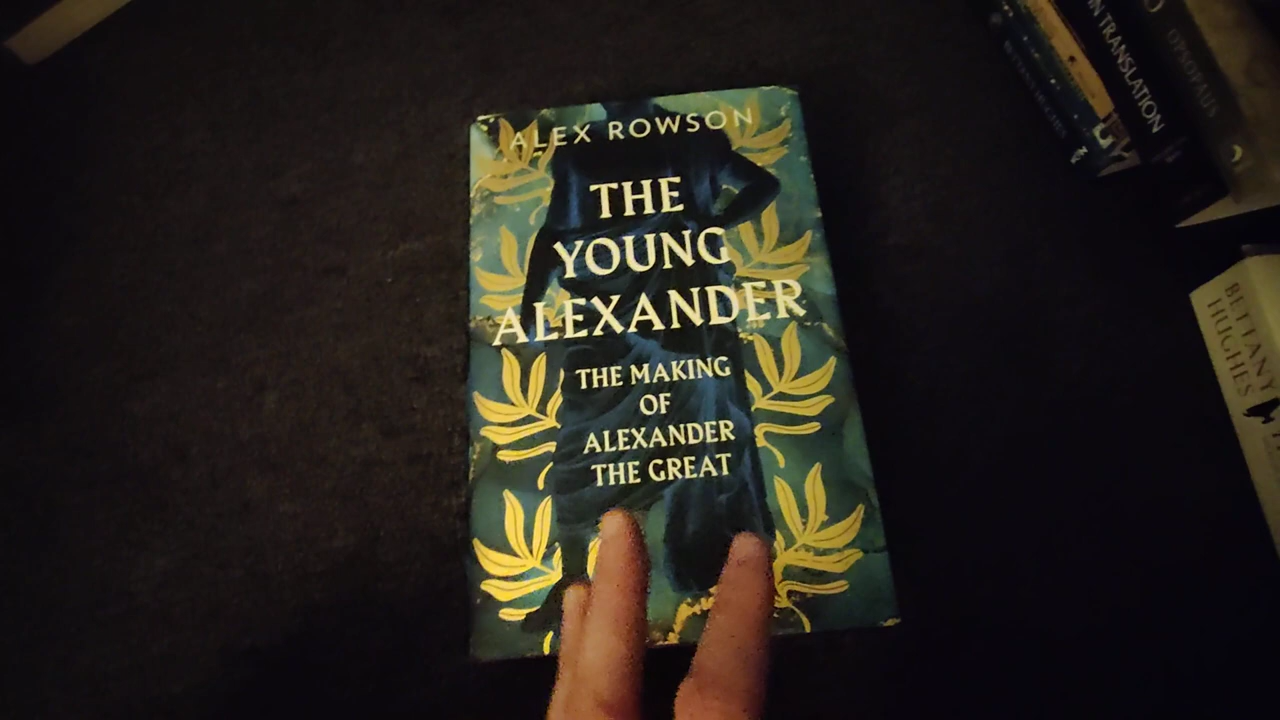 ALEX ROWSON
THE
YOUNG
ALEXANDER
THE MAKING
OF
ALEXANDER
THE GREAT
IN TRANSLATION
BETTANY
HUGHES